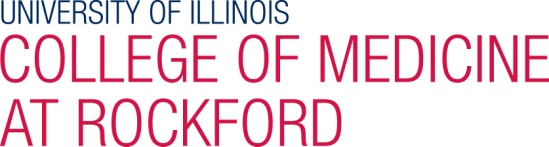 UNIVERSITY OF ILLINOIS
COLLEGE OF MEDICINE
AT ROCKFORD